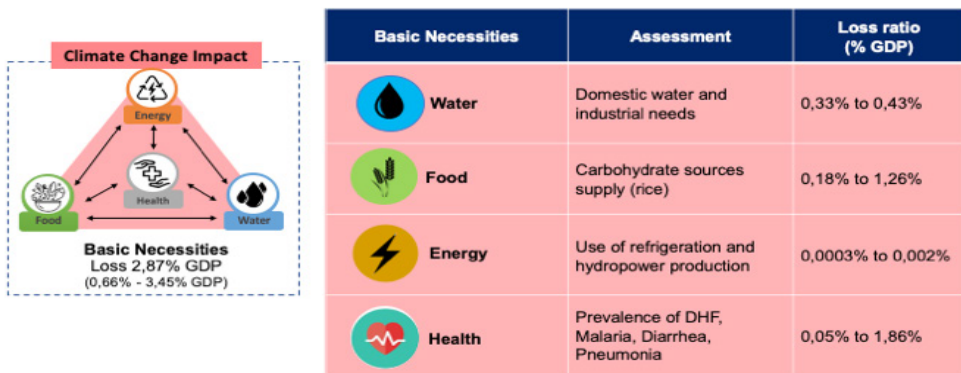 Climate Change Impact
Energy
Health
Food
Water
Basic Necessities
Loss 2,87% GDP
(0,66% - 3,45% GDP)
Basic Necessities
Assessment
Loss ratio
(% GDP)
Water
Domestic water and
industrial needs
0,33% to 0,43%
Food
Carbohydrate sources
supply (rice)
0,18% to 1,26%
Energy
Use of refrigeration and
hydropower production
0,0003% to 0,002%
Health
Prevalence of DHF,
Malaria, Diarrhea,
Pneumonia
0,05% to 1,86%